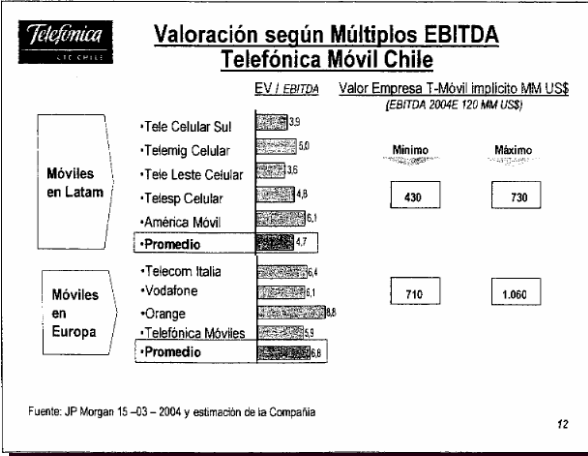 Telefónica
CTC CHILE
Valoración según Múltiplos EBITDA
Telefónica Móvil Chile
EV / EBITDA
Valor Empresa T-Móvil implicito MM US$
(EBITDA 2004E 120 MM US$)
Móviles
en Latam
•Tele Celular Sul 3,9
•Telemig Celular 5,0
•Tele Leste Celular 3,6
•Telesp Celular 4,8
•América Móvil 6,1
•Promedio 4,7
Mínimo Máximo
430 730
Móviles
en
Europa
•Telecom Italia 6,4
•Vodafone 6,1
•Orange 8,8
•Telefónica Móviles 5,9
•Promedio 6,8
710 1.060
Fuente: JP Morgan 15 –03 – 2004 y estimación de la Compañia
12